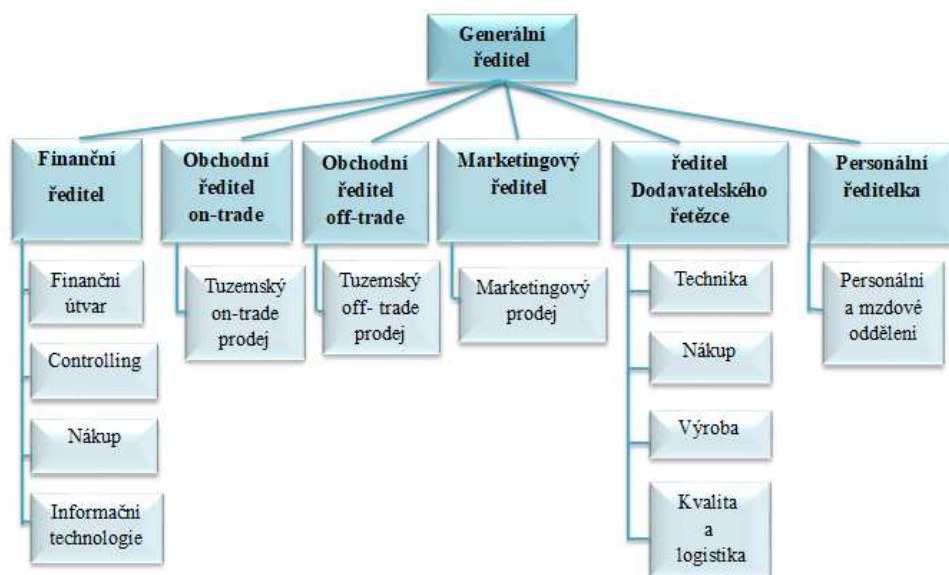 Generální
ředitel
Finanční
ředitel
Obchodní
ředitel
on-trade
Obchodní
ředitel
off-trade
Marketingový
ředitel
ředitel
Dodavatelského
řetězce
Personální
ředitelka
Finanční
útvar
Controlling
Nákup
Informační
technologie
Tuzemský
on-trade
prodej
Tuzemský
off- trade
prodej
Marketingový
prodej
Technika
Nákup
Výroba
Kvalita
a
logistika
Personální
a mzdové
oddělení